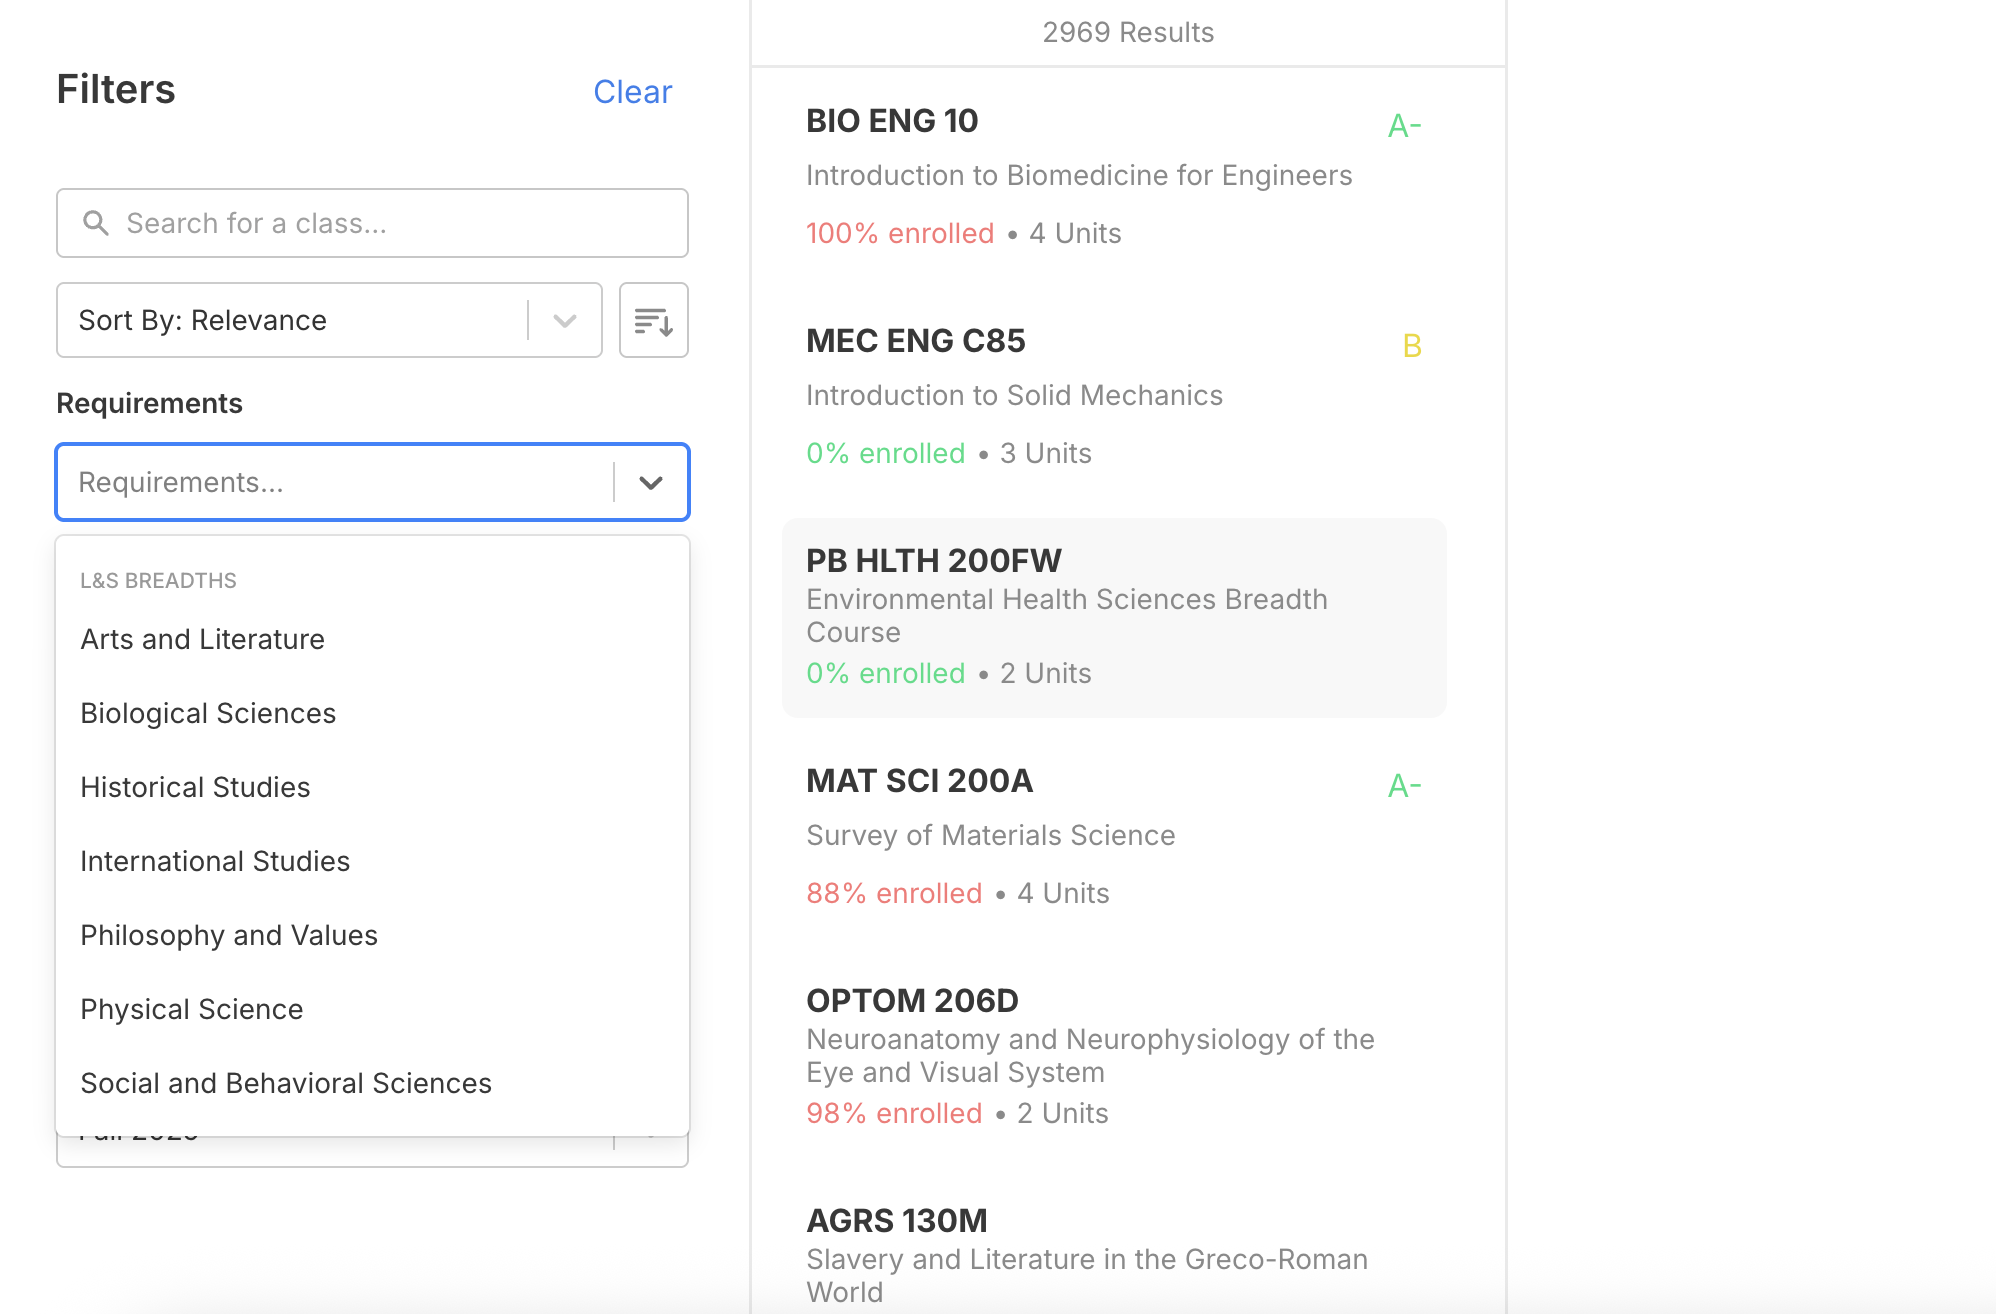 Filters
Clear
Search for a class...
Sort By: Relevance
Requirements
Requirements...
L&S BREADTHS
Arts and Literature
Biological Sciences
Historical Studies
International Studies
Philosophy and Values
Physical Science
Social and Behavioral Sciences
2969 Results
BIO ENG 10
A-
Introduction to Biomedicine for Engineers
100% enrolled • 4 Units
MEC ENG C85
B
Introduction to Solid Mechanics
0% enrolled • 3 Units
PB HLTH 200FW
Environmental Health Sciences Breadth
Course
0% enrolled • 2 Units
MAT SCI 200A
A-
Survey of Materials Science
88% enrolled • 4 Units
OPTOM 206D
Neuroanatomy and Neurophysiology of the
Eye and Visual System
98% enrolled • 2 Units
AGRS 130M
Slavery and Literature in the Greco-Roman
World